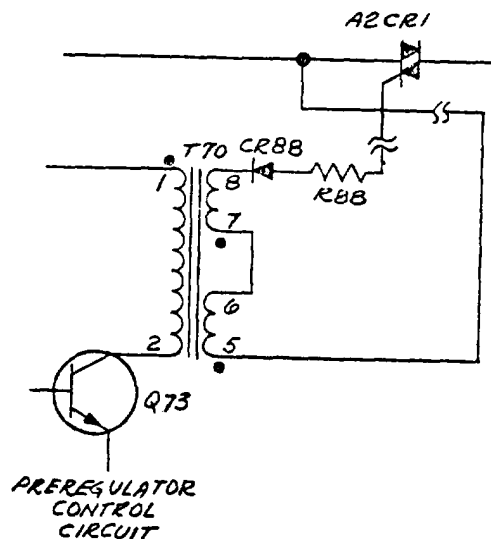 A2CR1
T70
CR88
1
8
R88
7
6
2
5
Q73
PREREGULATOR
CONTROL
CIRCUIT